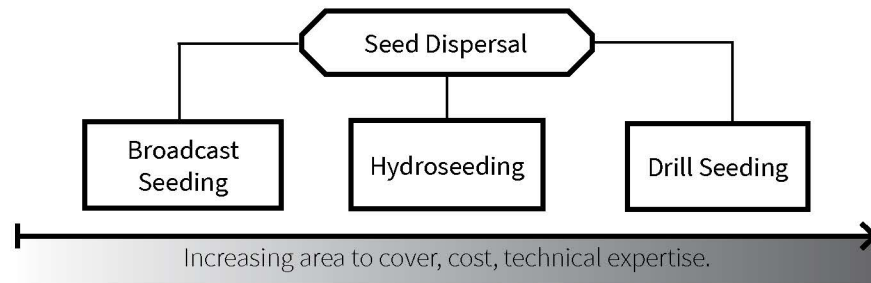 Seed Dispersal
Broadcast
Seeding
Hydroseeding
Drill Seeding
Increasing area to cover, cost, technical expertise.